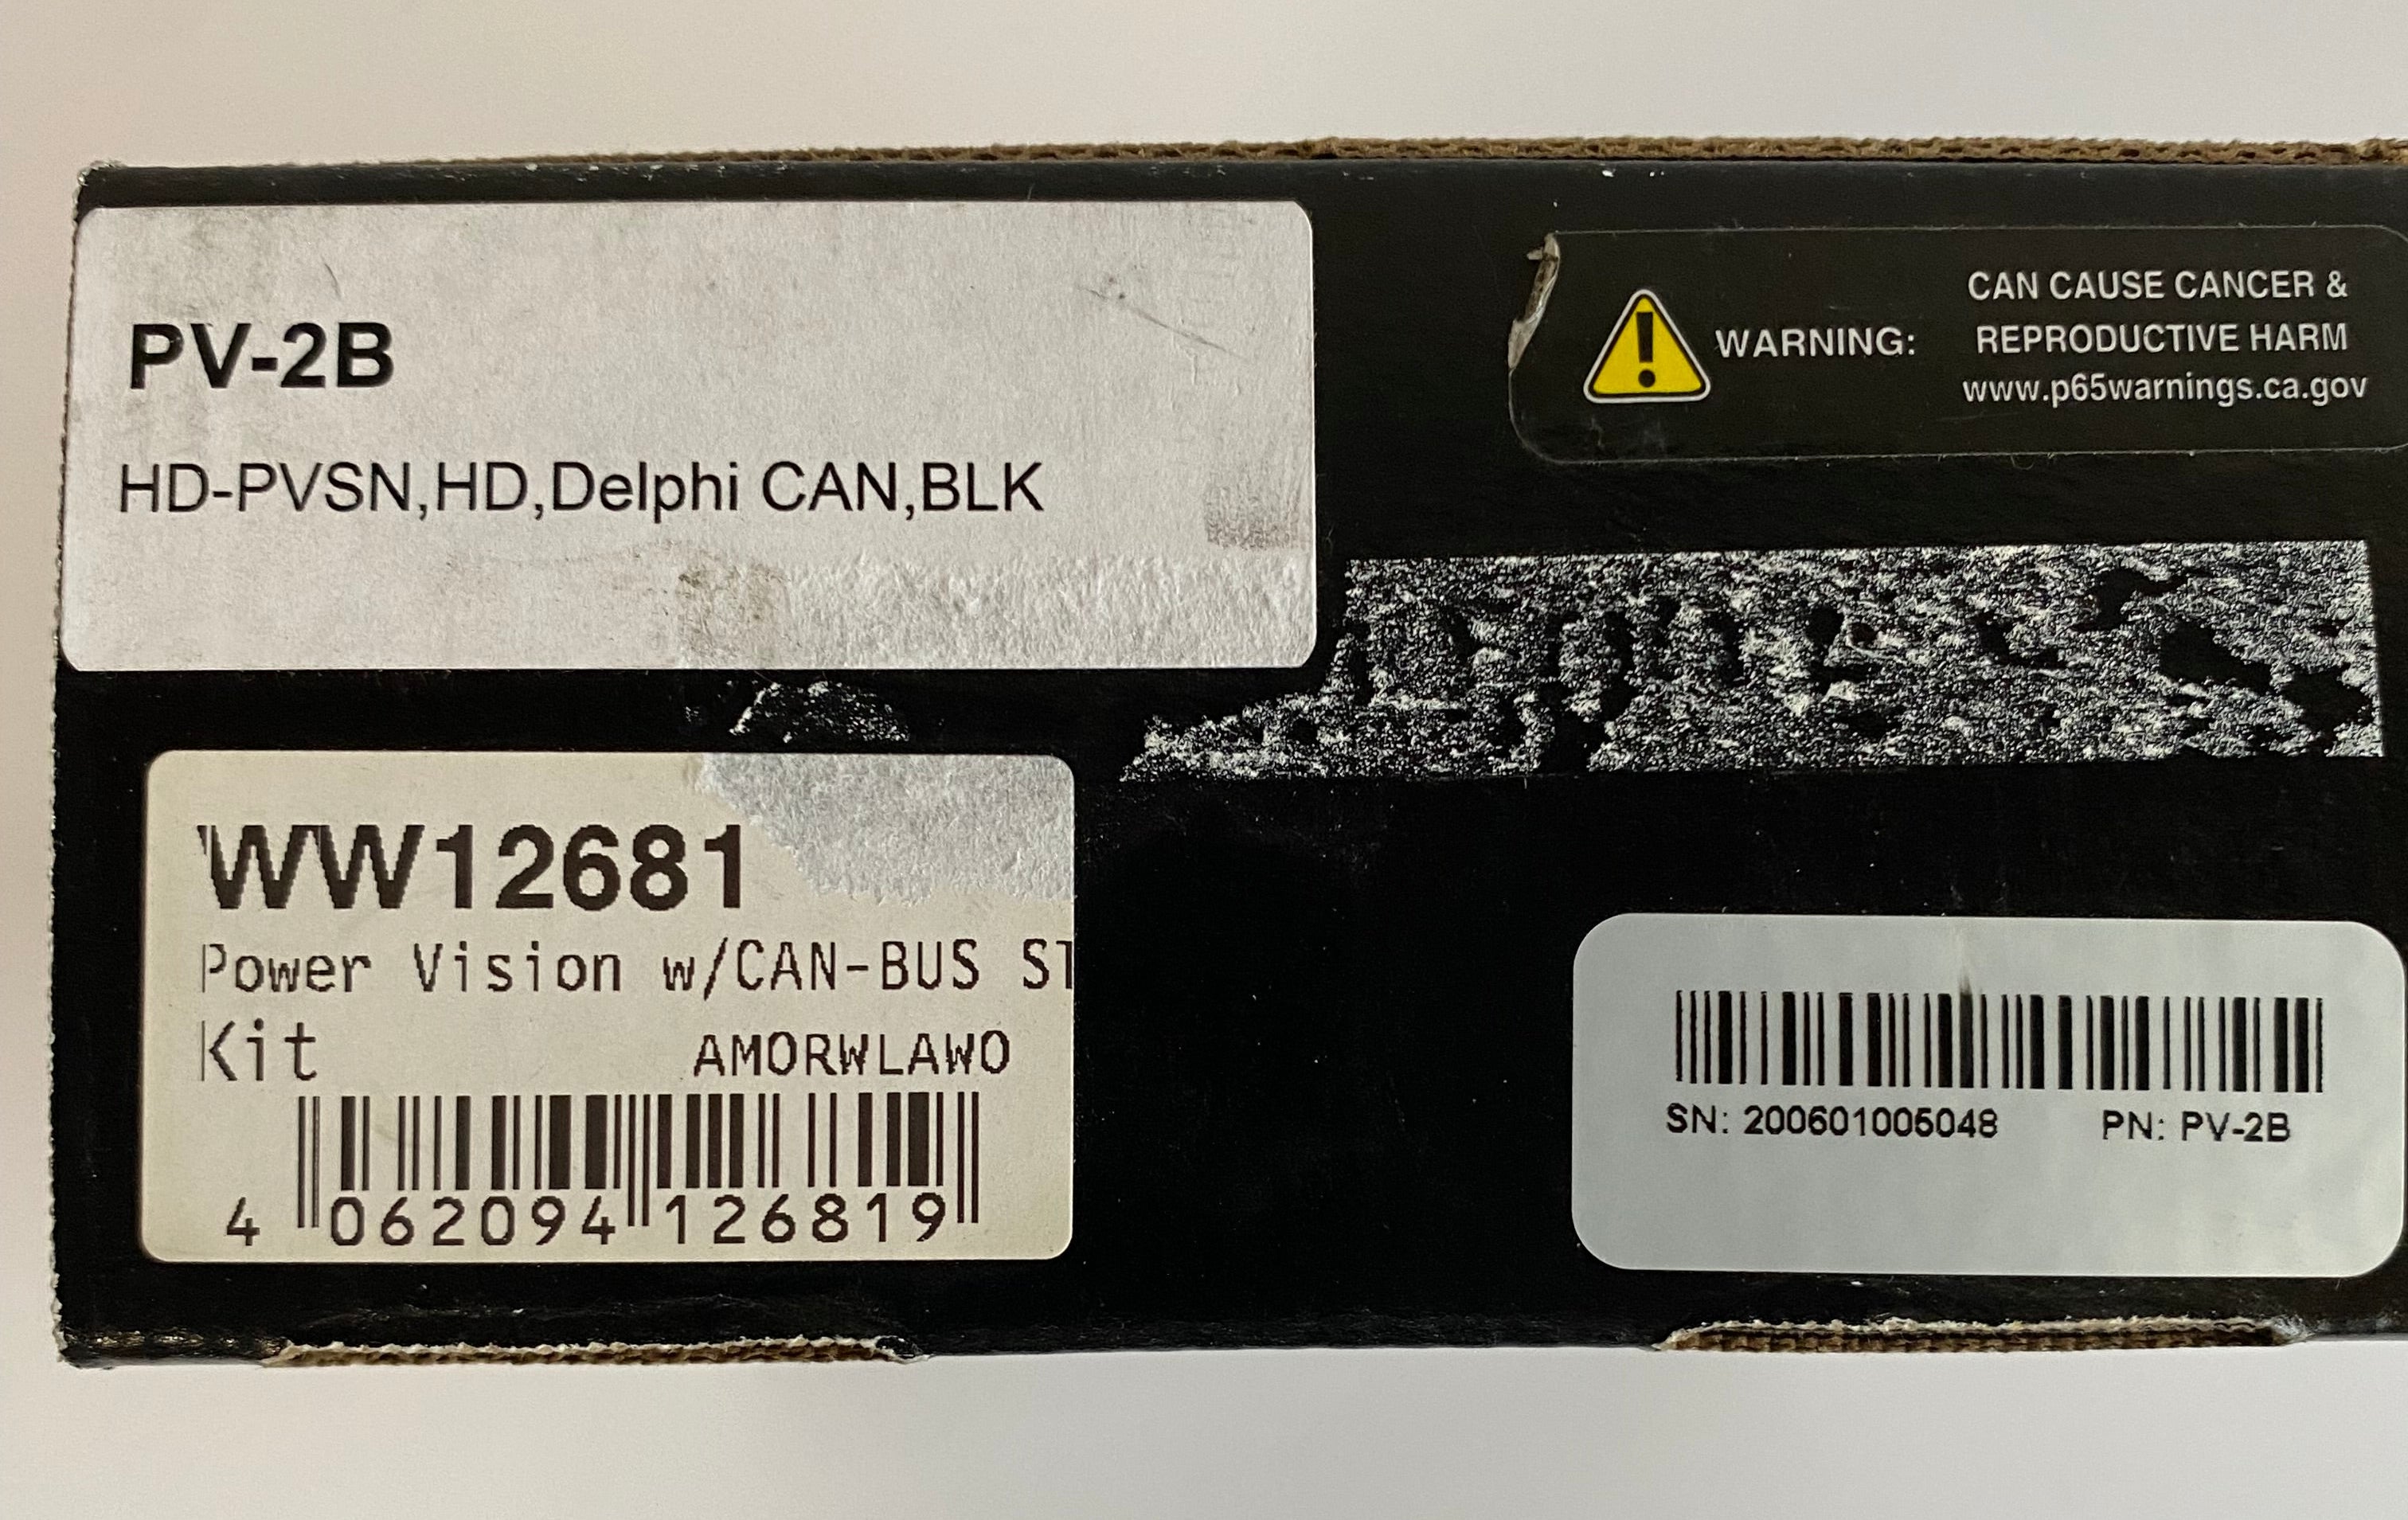 PV-2B
HD-PVSN,HD,Delphi CAN,BLK
WARNING:
CAN CAUSE CANCER &
REPRODUCTIVE HARM
www.p65warnings.ca.gov
WW12681
Power Vision w/CAN-BUS ST
Kit AMORWLAWO
4 062094 126819
SN: 200601005048 PN: PV-2B